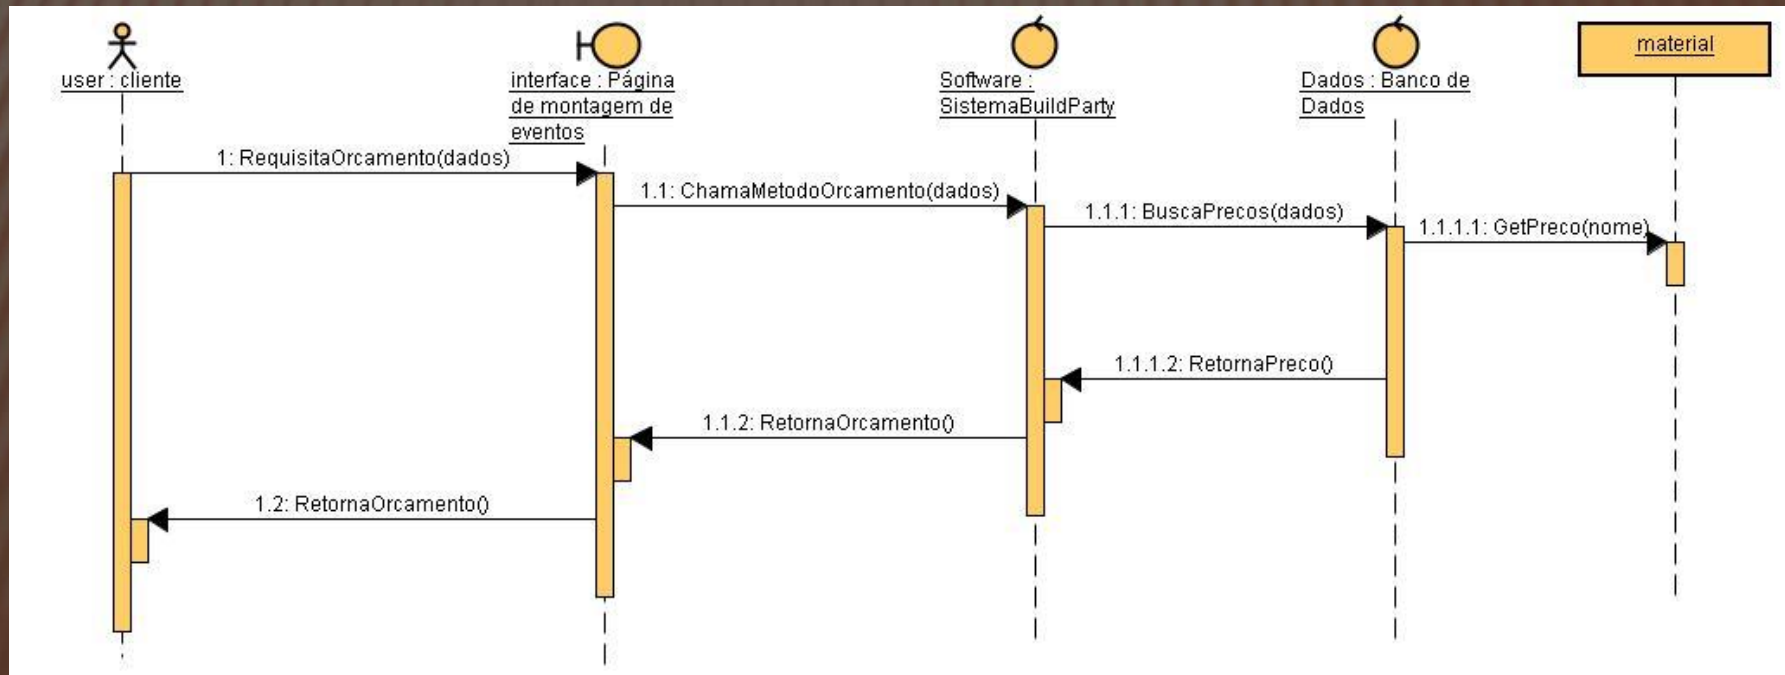 user : cliente
interface : Página
de montagem de
eventos
Software :
SistemaBuildParty
Dados : Banco de
Dados
material
1: RequisitaOrcamento(dados)
1.1: ChamaMetodoOrcamento(dados)
1.1.1: BuscaPrecos(dados)
1.1.1.1: GetPreco(nome)
1.1.1.2: RetornaPreco()
1.1.2: RetornaOrcamento()
1.2: RetornaOrcamento()